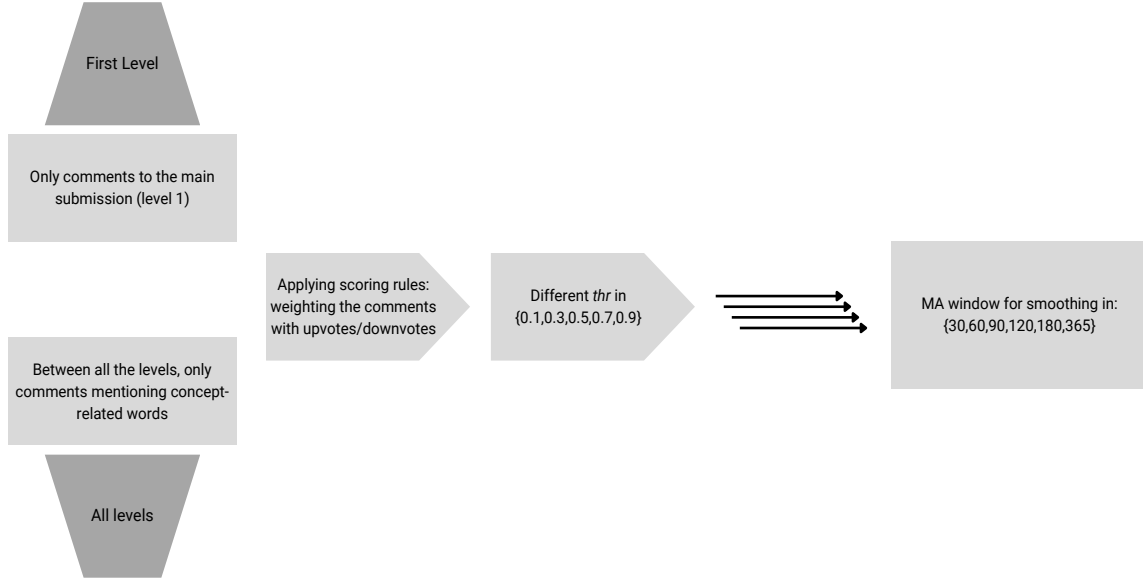 First Level
Only comments to the main
submission (level 1)
Applying scoring rules:
weighting the comments
with upvotes/downvotes
Different thr in
{0.1,0.3,0.5,0.7,0.9}
MA window for smoothing in:
{30,60,90,120,180,365}
Between all the levels, only
comments mentioning concept-
related words
All levels